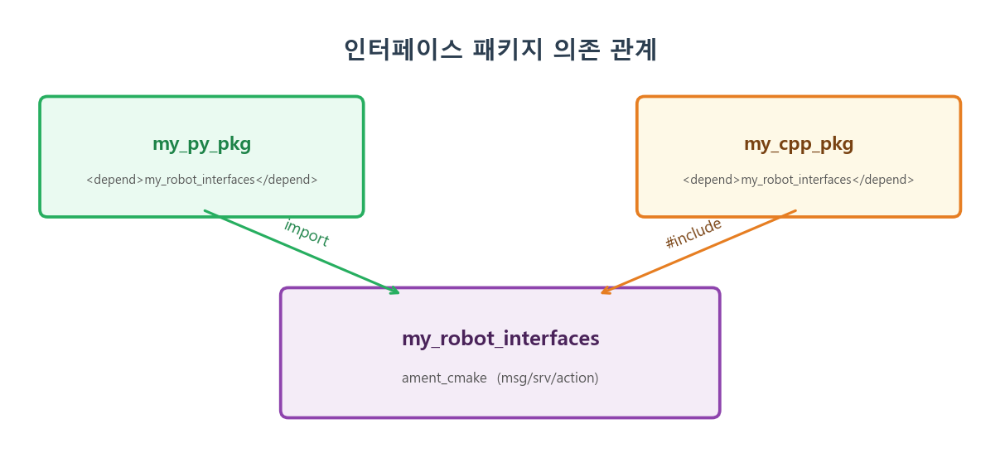 인터페이스 패키지 의존 관계
my_py_pkg
<depend>my_robot_interfaces</depend>
my_cpp_pkg
<depend>my_robot_interfaces</depend>
import
#include
my_robot_interfaces
ament_cmake (msg/srv/action)